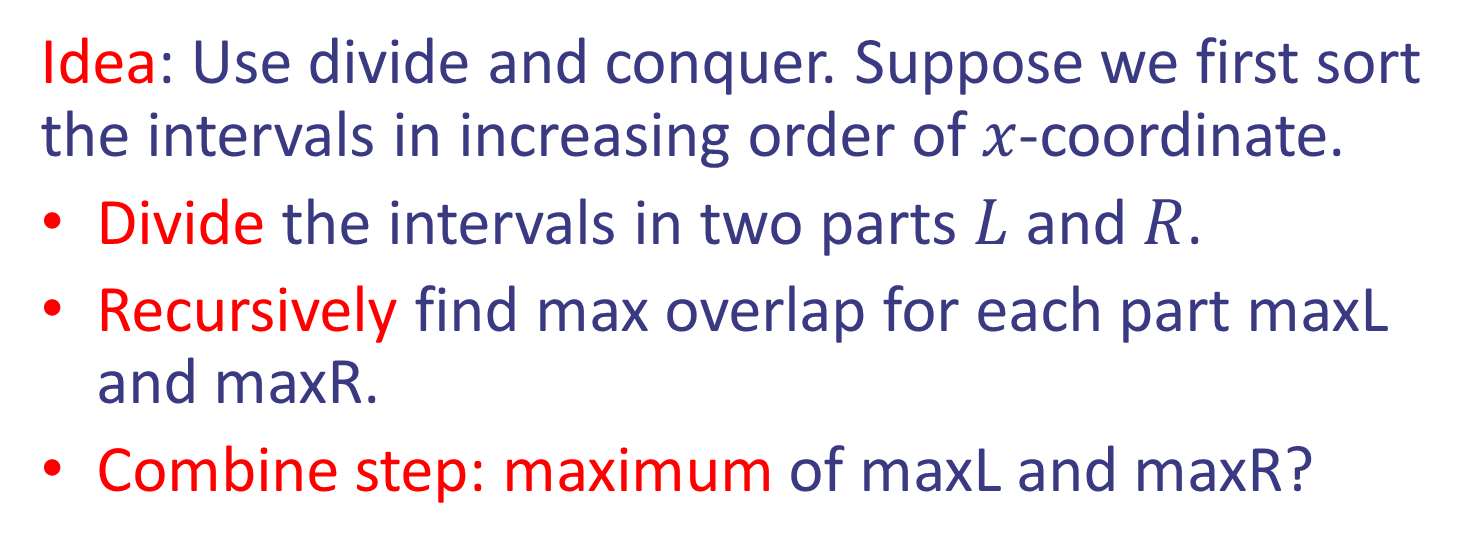 Idea: Use divide and conquer. Suppose we first sort
the intervals in increasing order of x-coordinate.
• Divide the intervals in two parts L and R.
• Recursively find max overlap for each part maxL
and maxR.
• Combine step: maximum of maxL and maxR?